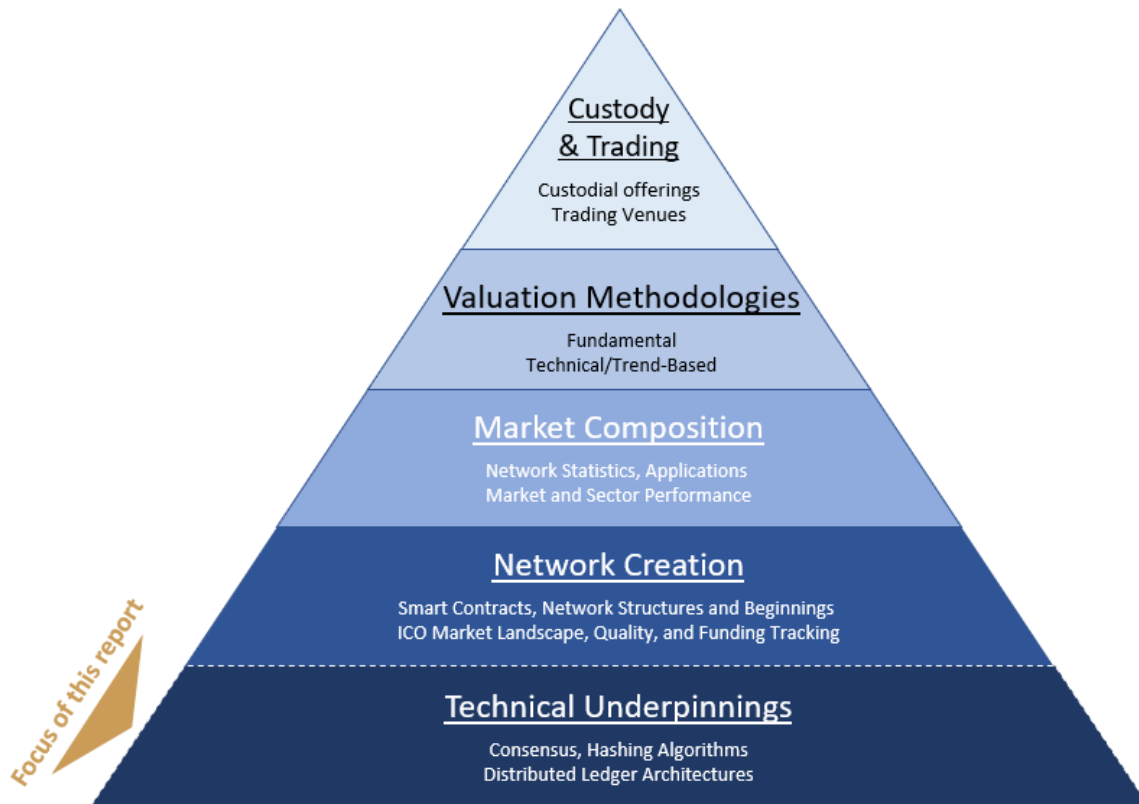 Custody
& Trading
Custodial offerings
Trading Venues
Valuation Methodologies
Fundamental
Technical/Trend-Based
Market Composition
Network Statistics, Applications
Market and Sector Performance
Network Creation
Smart Contracts, Network Structures and Beginnings
ICO Market Landscape, Quality, and Funding Tracking
Focus of this report
Technical Underpinnings
Consensus, Hashing Algorithms
Distributed Ledger Architectures